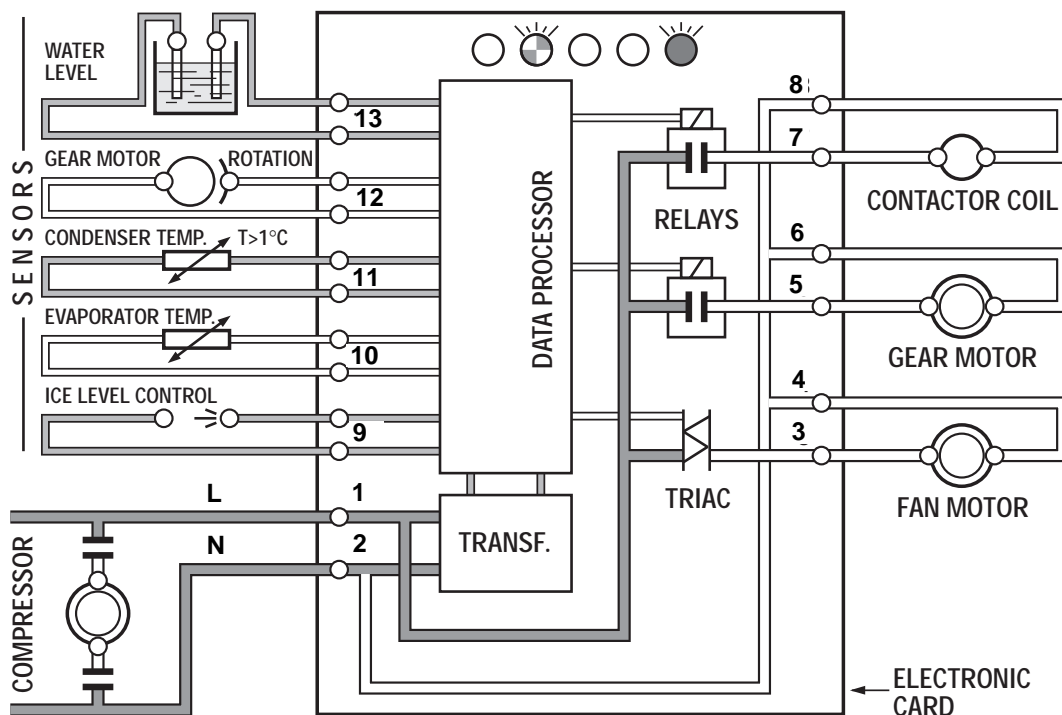 SENSORS
WATER
LEVEL
13
GEAR MOTOR ROTATION
12
CONDENSER TEMP. T>1°C
11
EVAPORATOR TEMP.
10
ICE LEVEL CONTROL
9
L 1
N 2
COMPRESSOR
DATA PROCESSOR
TRANSF.
RELAYS
TRIAC
8
7
CONTACTOR COIL
6
5
GEAR MOTOR
4
3
FAN MOTOR
ELECTRONIC
CARD